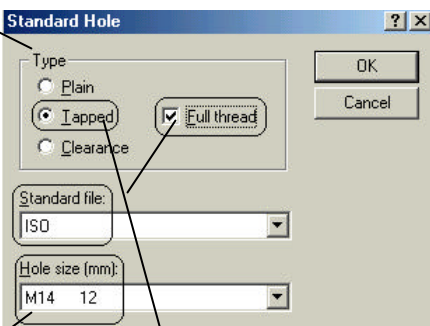 Standard Hole ? ×
Type
Plain
Tapped
Full thread
Clearance
OK
Cancel
Standard file:
ISO
Hole size (mm):
M14 12